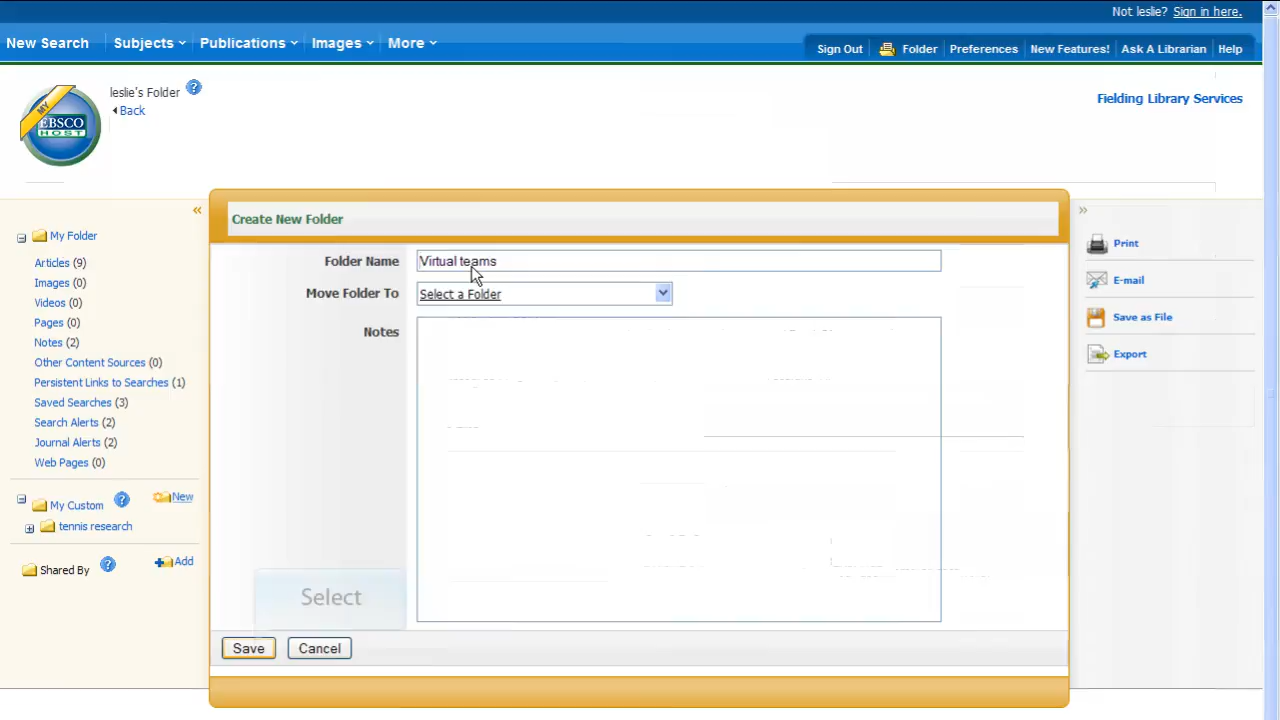 Not leslie? Sign in here.
New Search Subjects Publications Images More
Sign Out Folder Preferences New Features! Ask A Librarian Help
MY
EBSCO
HOST
leslie's Folder ?
Back
Fielding Library Services
«
My Folder
Articles (9)
Images (0)
Videos (0)
Pages (0)
Notes (2)
Other Content Sources (0)
Persistent Links to Searches (1)
Saved Searches (3)
Search Alerts (2)
Journal Alerts (2)
Web Pages (0)
My Custom ? New
tennis research
Shared By ? Add
Create New Folder
Folder Name Virtual teams
Move Folder To Select a Folder
Notes
Select
Save Cancel
»
Print
E-mail
Save as File
Export